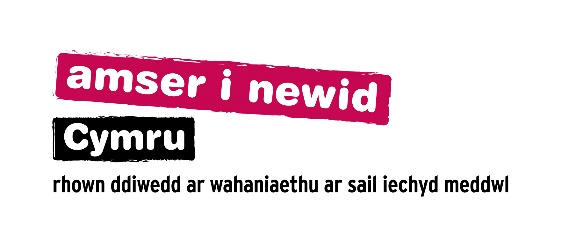 amser i newid
Cymru
rhown ddiwedd ar wahaniaethu ar sail iechyd meddwl